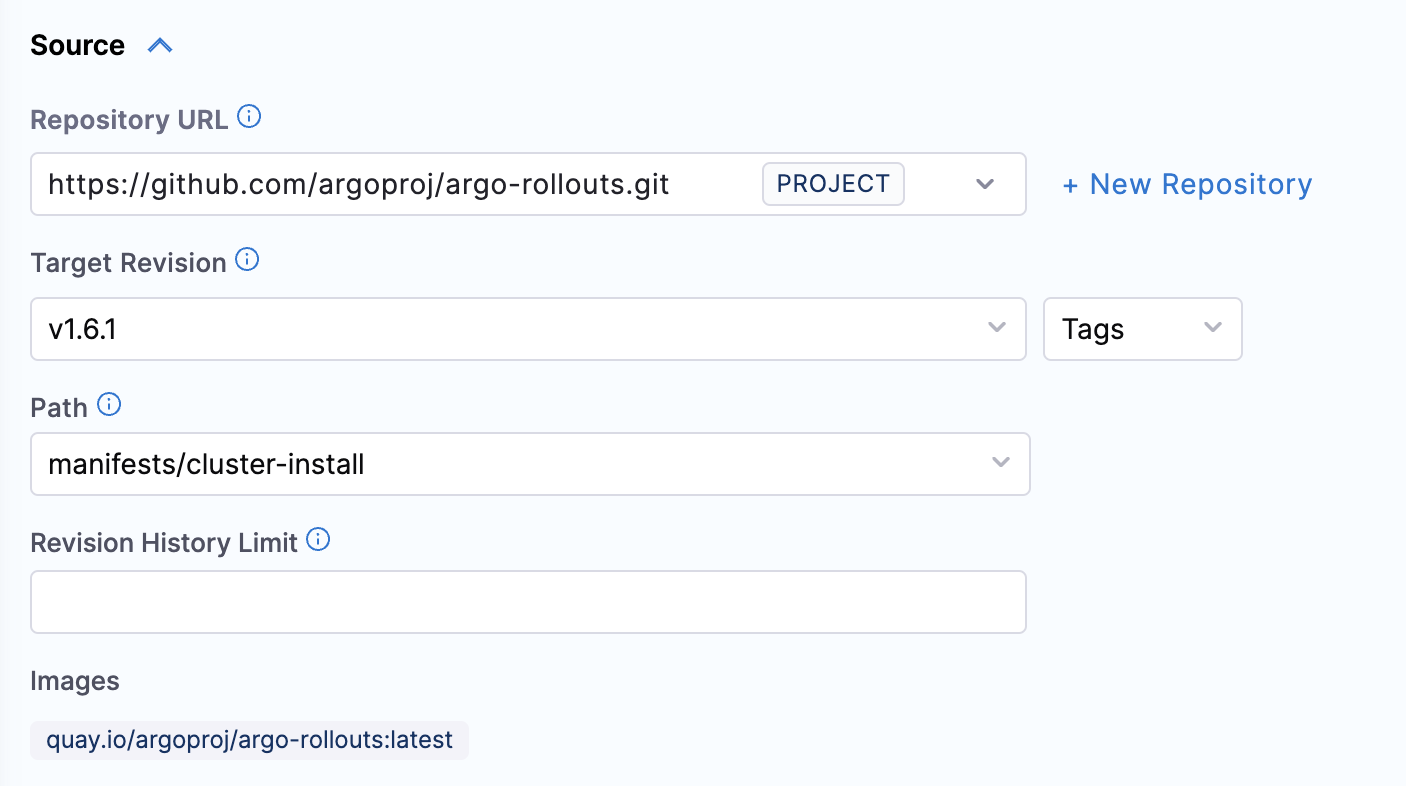 Source
Repository URL
https://github.com/argoproj/argo-rollouts.git PROJECT + New Repository
Target Revision
v1.6.1 Tags
Path
manifests/cluster-install
Revision History Limit
Images
quay.io/argoproj/argo-rollouts:latest